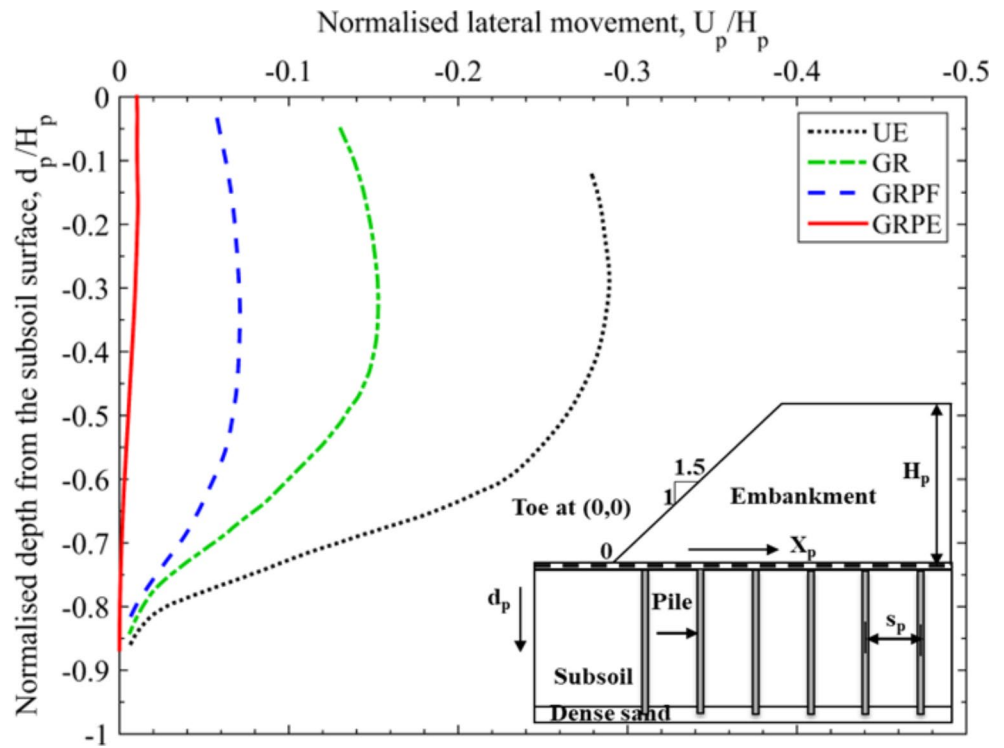 Normalised lateral movement, Up/Hp
0 -0.1 -0.2 -0.3 -0.4 -0.5
Normalised depth from the subsoil surface, dp/Hp
0
-0.1
-0.2
-0.3
-0.4
-0.5
-0.6
-0.7
-0.8
-0.9
-1
UE
GR
GRPF
GRPE
1.5
1
Hp
Embankment
Toe at (0,0)
0
Xp
dp
Pile
sp
Subsoil
Dense sand